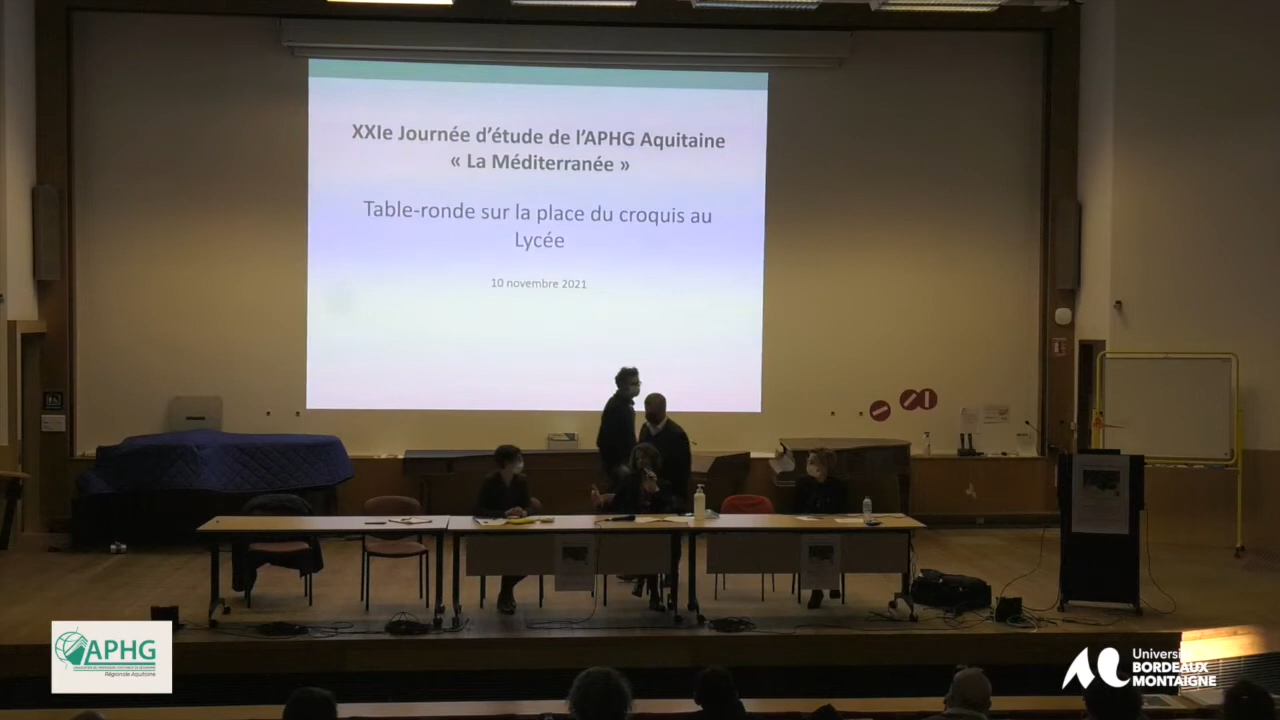 XXIe Journée d'étude de l'APHG Aquitaine
« La Méditerranée »
Table-ronde sur la place du croquis au
Lycée
10 novembre 2021
APHG
Régionale Aquitaine
Université
BORDEAUX
MONTAIGNE